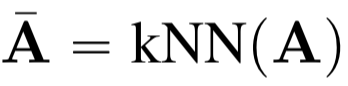 Ā = kNN(A)